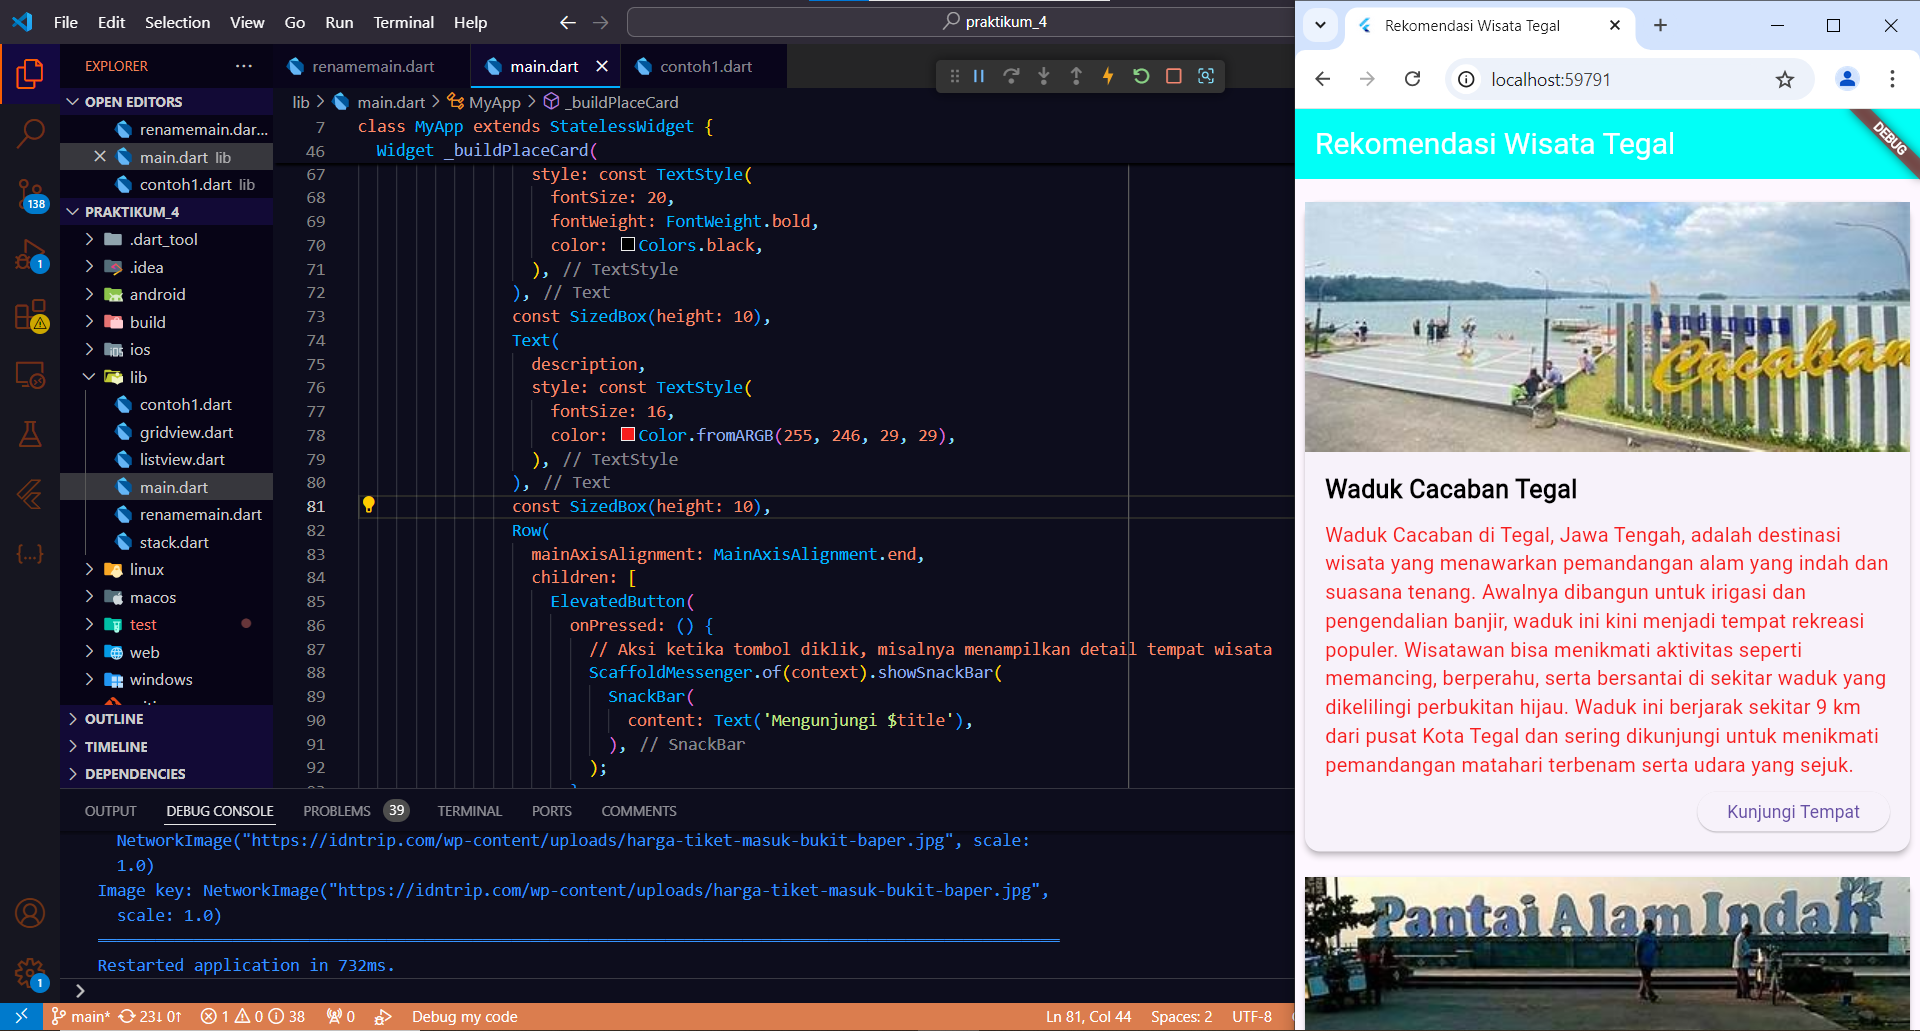 File Edit Selection View Go Run Terminal Help
praktikum_4
EXPLORER
OPEN EDITORS
renamemain.dar...
main.dart lib
contoh1.dart lib
PRAKTIKUM_4
.dart_tool
.idea
android
build
ios
lib
contoh1.dart
gridview.dart
listview.dart
main.dart
renamemain.dart
stack.dart
linux
macos
test
web
windows
OUTLINE
TIMELINE
DEPENDENCIES
138
1
1
renamemain.dart
main.dart
contoh1.dart
lib > main.dart > MyApp > _buildPlaceCard
7 class MyApp extends StatelessWidget {
46 Widget _buildPlaceCard(
67 style: const TextStyle(
68 fontSize: 20,
69 fontWeight: FontWeight.bold,
70 color: Colors.black,
71 ), // TextStyle
72 ), // Text
73 const SizedBox(height: 10),
74 Text(
75 description,
76 style: const TextStyle(
77 fontSize: 16,
78 color: Color.fromARGB(255, 246, 29, 29),
79 ), // TextStyle
80 ), // Text
81 const SizedBox(height: 10),
82 Row(
83 mainAxisAlignment: MainAxisAlignment.end,
84 children: [
85 ElevatedButton(
86 onPressed: () {
87 // Aksi ketika tombol diklik, misalnya menampilkan detail tempat wisata
88 ScaffoldMessenger.of(context).showSnackBar(
89 SnackBar(
90 content: Text('Mengunjungi $title'),
91 ), // SnackBar
92 );
OUTPUT DEBUG CONSOLE PROBLEMS 39 TERMINAL PORTS COMMENTS
NetworkImage("https://idntrip.com/wp-content/uploads/harga-tiket-masuk-bukit-baper.jpg", scale:
1.0)
Image key: NetworkImage("https://idntrip.com/wp-content/uploads/harga-tiket-masuk-bukit-baper.jpg",
scale: 1.0)
Restarted application in 732ms.
>
main* 23↓ 0↑ 1 0 38 0 Debug my code Ln 81, Col 44 Spaces: 2 UTF-8
Rekomendasi Wisata Tegal
localhost:59791
Rekomendasi Wisata Tegal
DEBUG
Bendungan
Cacaban
Waduk Cacaban Tegal
Waduk Cacaban di Tegal, Jawa Tengah, adalah destinasi
wisata yang menawarkan pemandangan alam yang indah dan
suasana tenang. Awalnya dibangun untuk irigasi dan
pengendalian banjir, waduk ini kini menjadi tempat rekreasi
populer. Wisatawan bisa menikmati aktivitas seperti
memancing, berperahu, serta bersantai di sekitar waduk yang
dikelilingi perbukitan hijau. Waduk ini berjarak sekitar 9 km
dari pusat Kota Tegal dan sering dikunjungi untuk menikmati
pemandangan matahari terbenam serta udara yang sejuk.
Kunjungi Tempat
Pantai Alam Indah